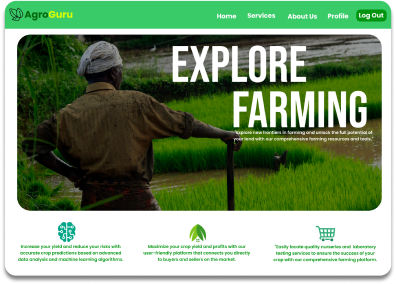 AgroGuru
Home Services About Us Profile Log Out
EXPLORE
FARMING
"Explore new frontiers in farming and unlock the full potential of
your land with our comprehensive farming resources and tools."
Increase your yield and reduce your risks with
accurate crop predictions based on advanced
data analysis and machine learning algorithms.
Maximize your crop yield and profits with our
user-friendly platform that connects you directly
to buyers and sellers on the market.
"Easily locate quality nurseries and laboratory
testing services to ensure the success of your
crop with our comprehensive farming platform.